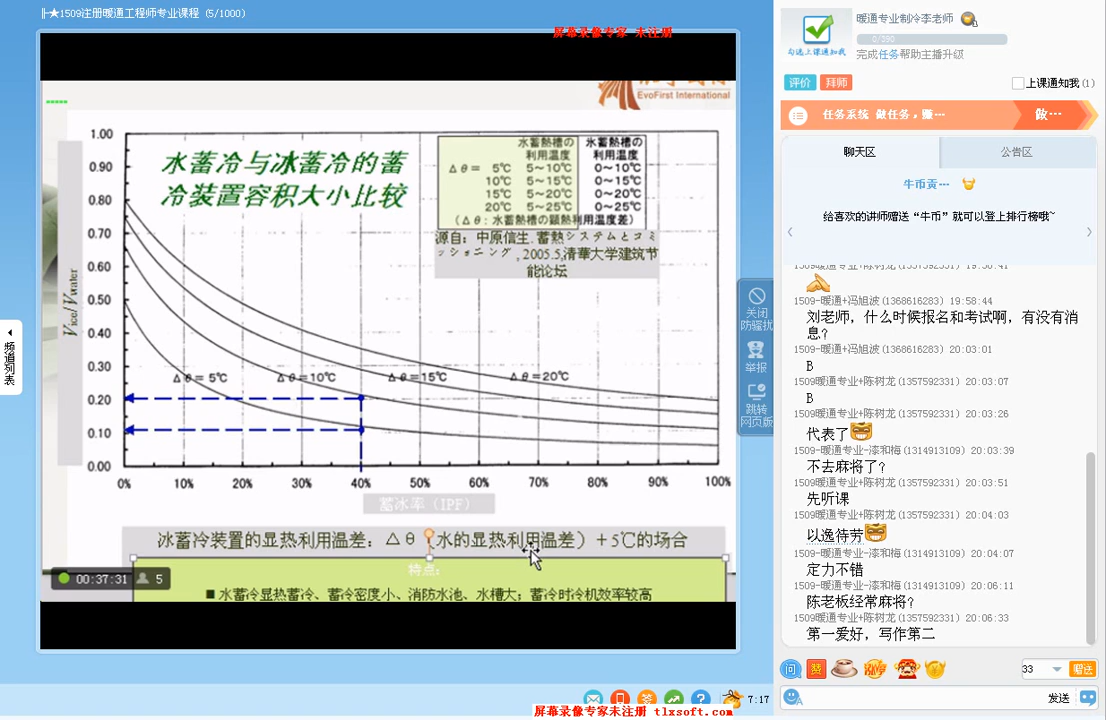 ╠★1509注册暖通工程师专业课程 (5/1000)
屏幕录像专家 未注册
EvoFirst International
水蓄冷与冰蓄冷的蓄
冷装置容积大小比较
水蓄熱槽の 氷蓄熱槽の
利用温度 利用温度
Δθ= 5℃ 5~10℃ 0~10℃
10℃ 5~15℃ 0~15℃
15℃ 5~20℃ 0~20℃
20℃ 5~25℃ 0~25℃
(Δθ:水蓄熱槽の顕熱利用温度差)
源自: 中原信生.蓄熱システムとコミ
ッショニング, 2005.5,清華大学建筑节
能论坛
Vice/Vwater
1.00
0.90
0.80
0.70
0.60
0.50
0.40
0.30
0.20
0.10
0.00
Δθ=5℃ Δθ=10℃ Δθ=15℃ Δθ=20℃
0% 10% 20% 30% 40% 50% 60% 70% 80% 90% 100%
蓄冰率(IPF)
冰蓄冷装置的显热利用温差: Δθ(水的显热利用温差)+5℃的场合
特点:
■ 水蓄冷显热蓄冷、蓄冷密度小、消防水池、水槽大; 蓄冷时冷机效率较高
00:37:31 5
频道列表
关闭
防骚扰
举报
跳转
网页版
7:17
屏幕录像专家未注册 tlxsoft.com
勾选上课通知我
暖通专业制冷李老师
0/390
完成任务帮助主播升级
评价 拜师
上课通知我 (1)
任务系统 做任务，赚… 做…
聊天区 公告区
牛币贡…
给喜欢的讲师赠送“牛币”就可以登上排行榜哦~
1509-暖通+冯旭波(1368616283) 19:58:44
刘老师，什么时候报名和考试啊，有没有消
息?
1509-暖通+冯旭波(1368616283) 20:03:01
B
1509暖通专业+陈树龙(1357592331) 20:03:07
B
1509暖通专业+陈树龙(1357592331) 20:03:26
代表了
1509-暖通专业-漆和梅(1314913109) 20:03:39
不去麻将了?
1509暖通专业+陈树龙(1357592331) 20:03:51
先听课
1509暖通专业+陈树龙(1357592331) 20:04:03
以逸待劳
1509-暖通专业-漆和梅(1314913109) 20:04:07
定力不错
1509-暖通专业-漆和梅(1314913109) 20:06:11
陈老板经常麻将?
1509暖通专业+陈树龙(1357592331) 20:06:33
第一爱好，写作第二
问 赞 33 赠送
发送